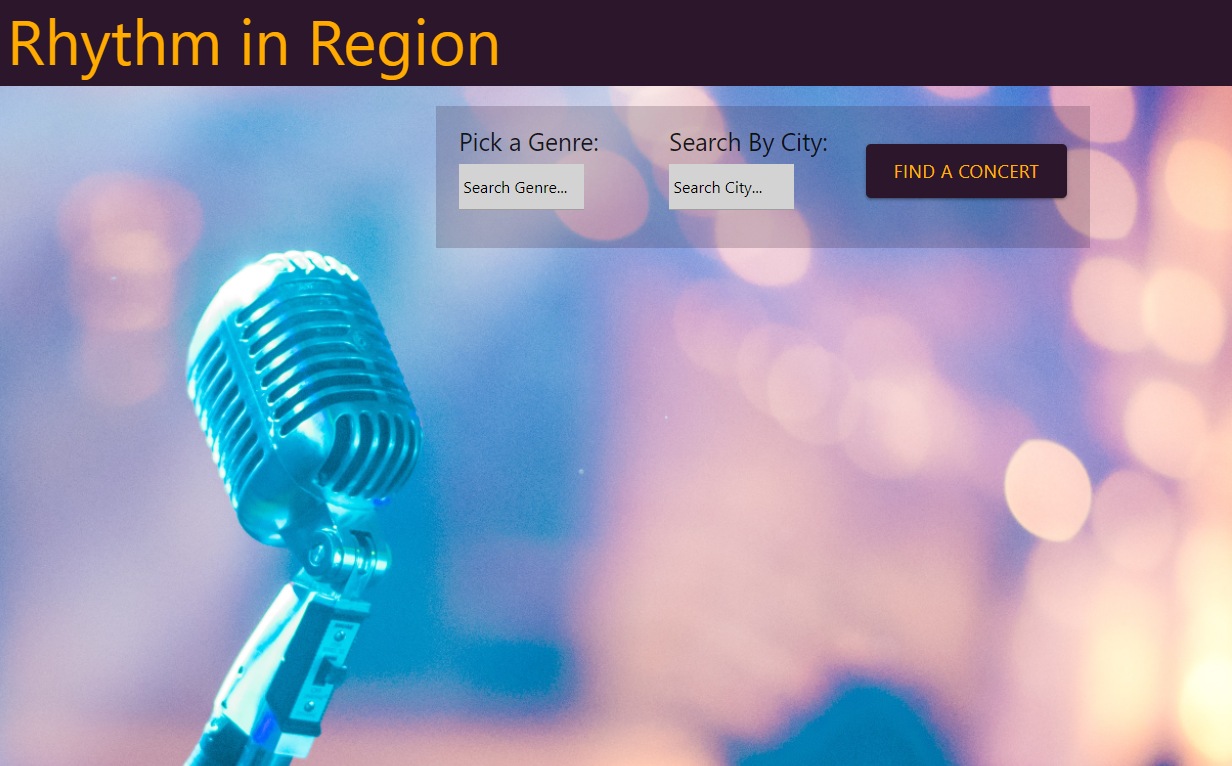 Rhythm in Region
Pick a Genre:
Search By City:
Search Genre...
Search City...
FIND A CONCERT